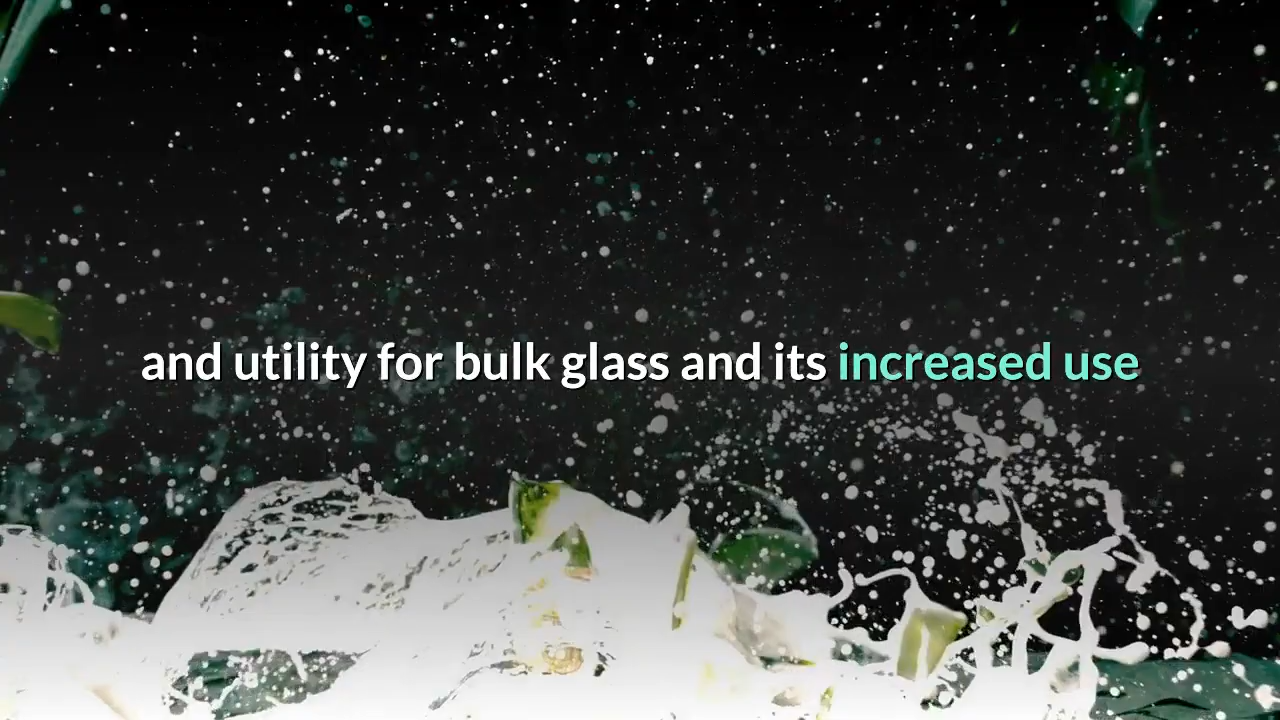 and utility for bulk glass and its increased use